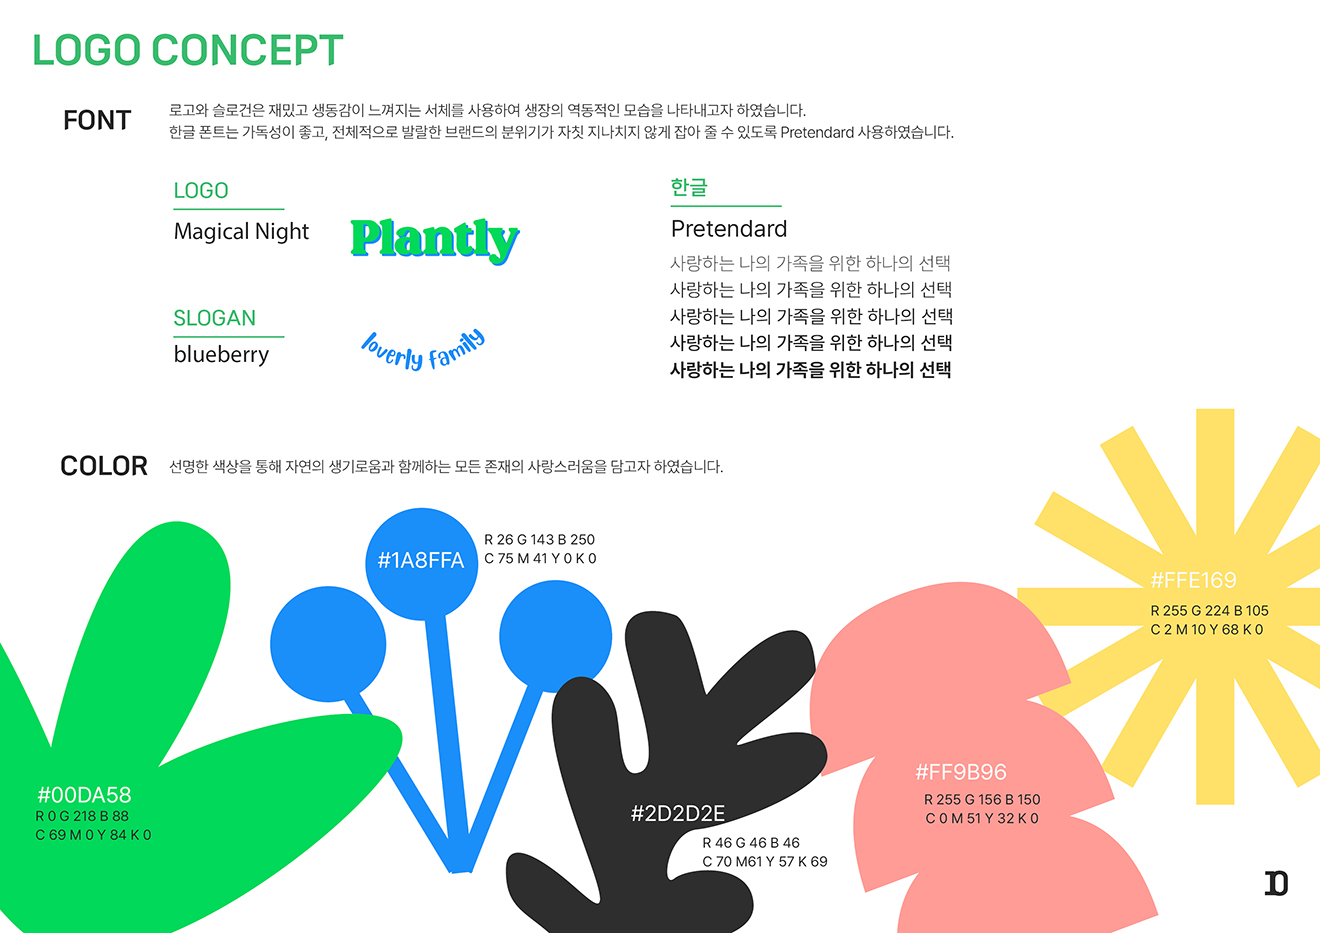 LOGO CONCEPT
FONT
로고와 슬로건은 재밌고 생동감이 느껴지는 서체를 사용하여 생장의 역동적인 모습을 나타내고자 하였습니다.
한글 폰트는 가독성이 좋고, 전체적으로 발랄한 브랜드의 분위기가 자칫 지나치지 않게 잡아 줄 수 있도록 Pretendard 사용하였습니다.
LOGO
Magical Night
Plantly
SLOGAN
blueberry
loverly family
한글
Pretendard
사랑하는 나의 가족을 위한 하나의 선택
사랑하는 나의 가족을 위한 하나의 선택
사랑하는 나의 가족을 위한 하나의 선택
사랑하는 나의 가족을 위한 하나의 선택
사랑하는 나의 가족을 위한 하나의 선택
COLOR
선명한 색상을 통해 자연의 생기로움과 함께하는 모든 존재의 사랑스러움을 담고자 하였습니다.
#00DA58
R 0 G 218 B 88
C 69 M 0 Y 84 K 0
#1A8FFA
R 26 G 143 B 250
C 75 M 41 Y 0 K 0
#2D2D2E
R 46 G 46 B 46
C 70 M61 Y 57 K 69
#FF9B96
R 255 G 156 B 150
C 0 M 51 Y 32 K 0
#FFE169
R 255 G 224 B 105
C 2 M 10 Y 68 K 0
D